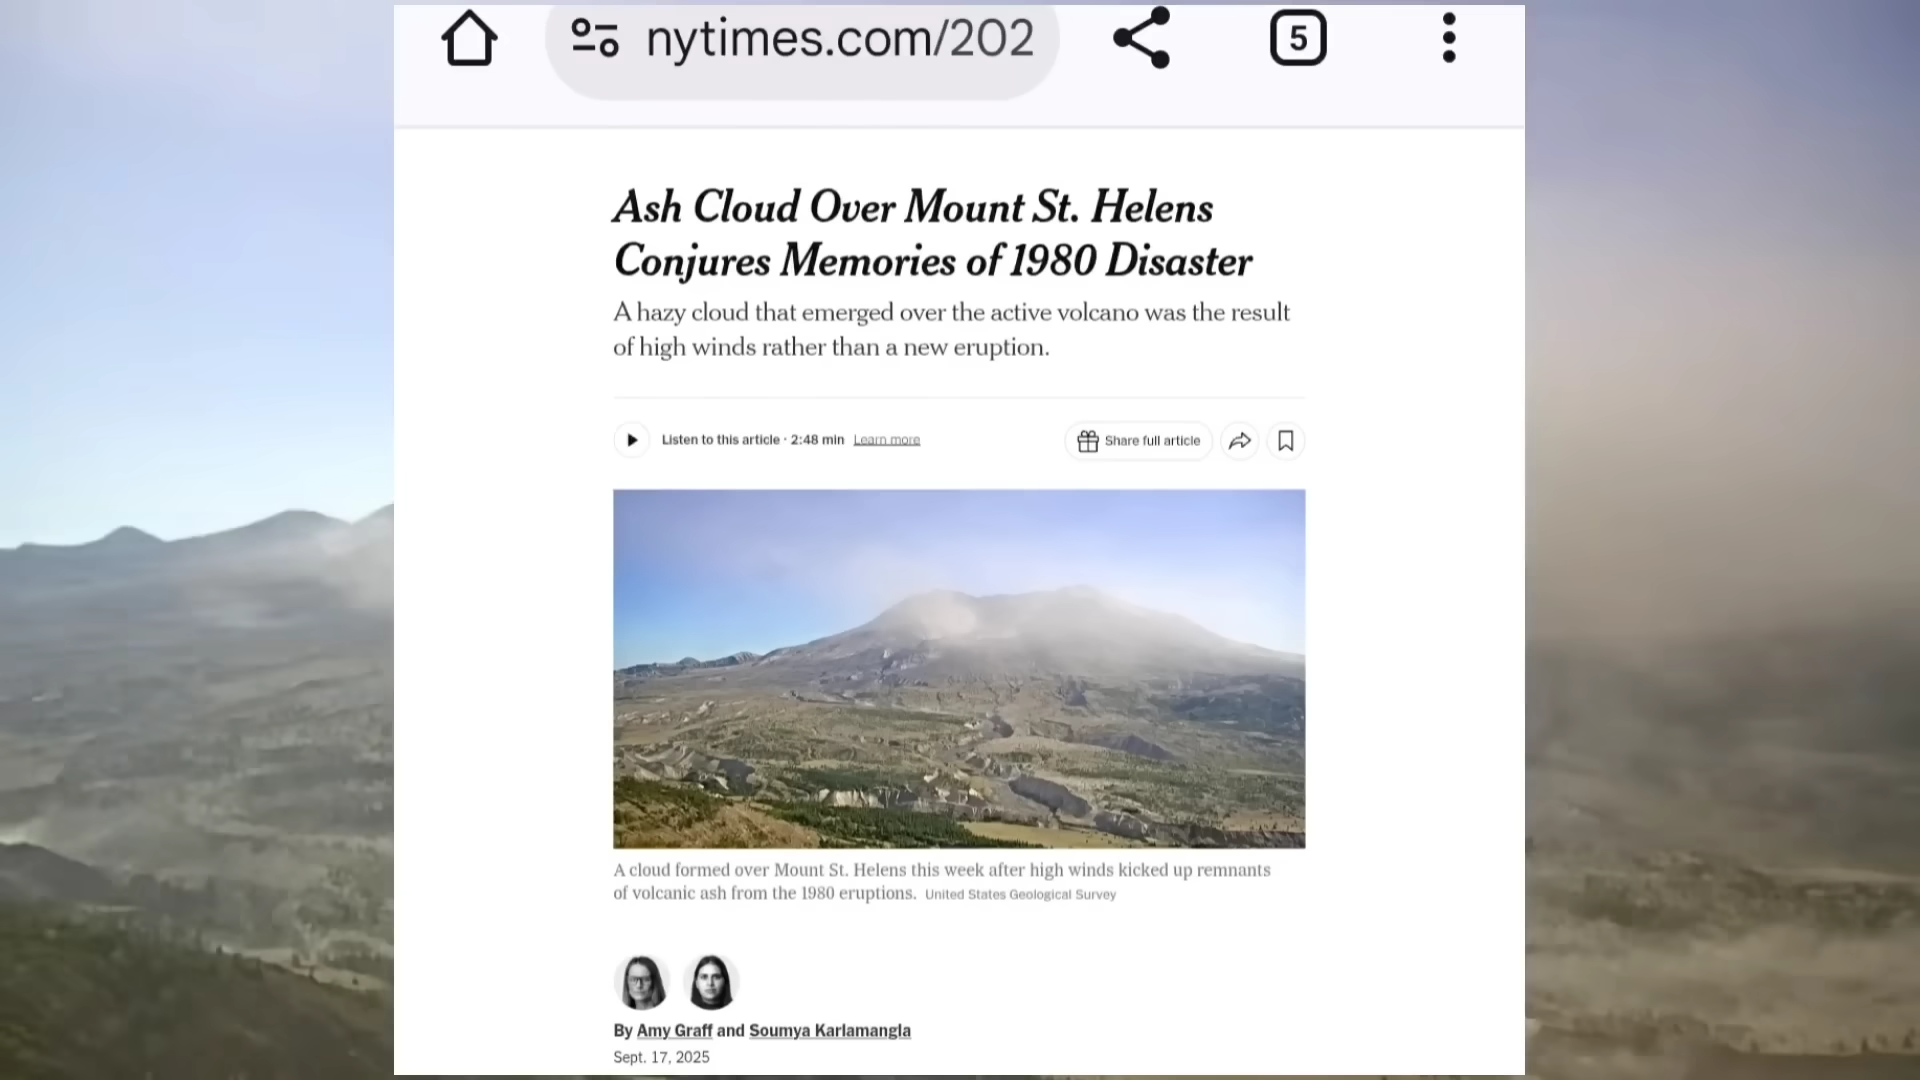 nytimes.com/202
5
Ash Cloud Over Mount St. Helens
Conjures Memories of 1980 Disaster
A hazy cloud that emerged over the active volcano was the result
of high winds rather than a new eruption.
Listen to this article · 2:48 min Learn more
Share full article
A cloud formed over Mount St. Helens this week after high winds kicked up remnants
of volcanic ash from the 1980 eruptions. United States Geological Survey
By Amy Graff and Soumya Karlamangla
Sept. 17, 2025